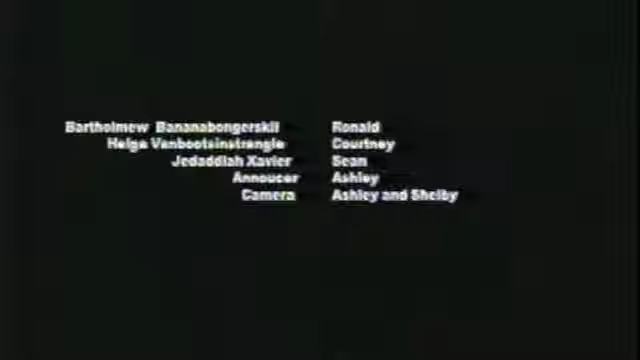 Bartholmew Bananabongerskii Ronald
Helga Vanbootsinstrangle Courtney
Jedaddiah Xavier Sean
Annoucer Ashley
Camera Ashley and Shelby